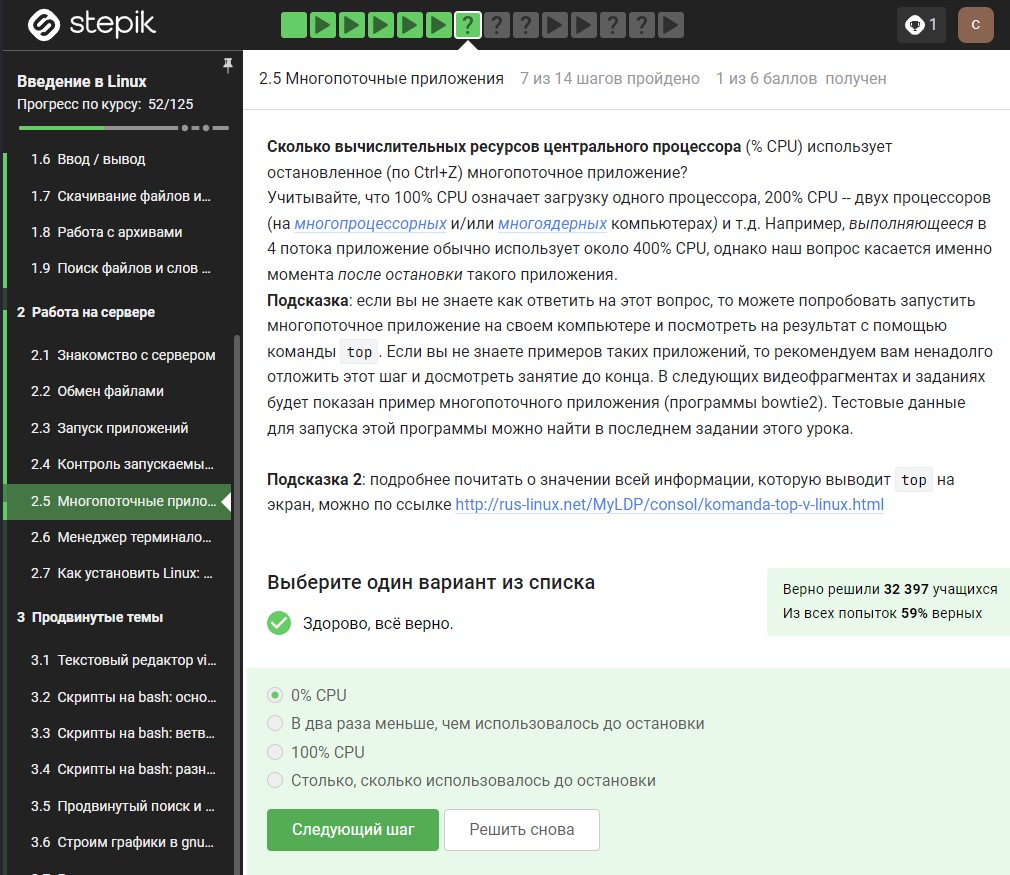 stepik
1
C
Введение в Linux
Прогресс по курсу: 52/125
1.6 Ввод / вывод
1.7 Скачивание файлов и...
1.8 Работа с архивами
1.9 Поиск файлов и слов ...
2 Работа на сервере
2.1 Знакомство с сервером
2.2 Обмен файлами
2.3 Запуск приложений
2.4 Контроль запускаемы...
2.5 Многопоточные прило...
2.6 Менеджер терминало...
2.7 Как установить Linux: ...
3 Продвинутые темы
3.1 Текстовый редактор vi...
3.2 Скрипты на bash: осно...
3.3 Скрипты на bash: ветв...
3.4 Скрипты на bash: разн...
3.5 Продвинутый поиск и ...
3.6 Строим графики в gnu...
2.5 Многопоточные приложения 7 из 14 шагов пройдено 1 из 6 баллов получен
Сколько вычислительных ресурсов центрального процессора (% CPU) использует
остановленное (по Ctrl+Z) многопоточное приложение?
Учитывайте, что 100% CPU означает загрузку одного процессора, 200% CPU -- двух процессоров
(на многопроцессорных и/или многоядерных компьютерах) и т.д. Например, выполняющееся в
4 потока приложение обычно использует около 400% CPU, однако наш вопрос касается именно
момента после остановки такого приложения.
Подсказка: если вы не знаете как ответить на этот вопрос, то можете попробовать запустить
многопоточное приложение на своем компьютере и посмотреть на результат с помощью
команды top. Если вы не знаете примеров таких приложений, то рекомендуем вам ненадолго
отложить этот шаг и досмотреть занятие до конца. В следующих видеофрагментах и заданиях
будет показан пример многопоточного приложения (программы bowtie2). Тестовые данные
для запуска этой программы можно найти в последнем задании этого урока.
Подсказка 2: подробнее почитать о значении всей информации, которую выводит top на
экран, можно по ссылке http://rus-linux.net/MyLDP/consol/komanda-top-v-linux.html
Выберите один вариант из списка
Здорово, всё верно.
Верно решили 32 397 учащихся
Из всех попыток 59% верных
0% CPU
В два раза меньше, чем использовалось до остановки
100% CPU
Столько, сколько использовалось до остановки
Следующий шаг
Решить снова